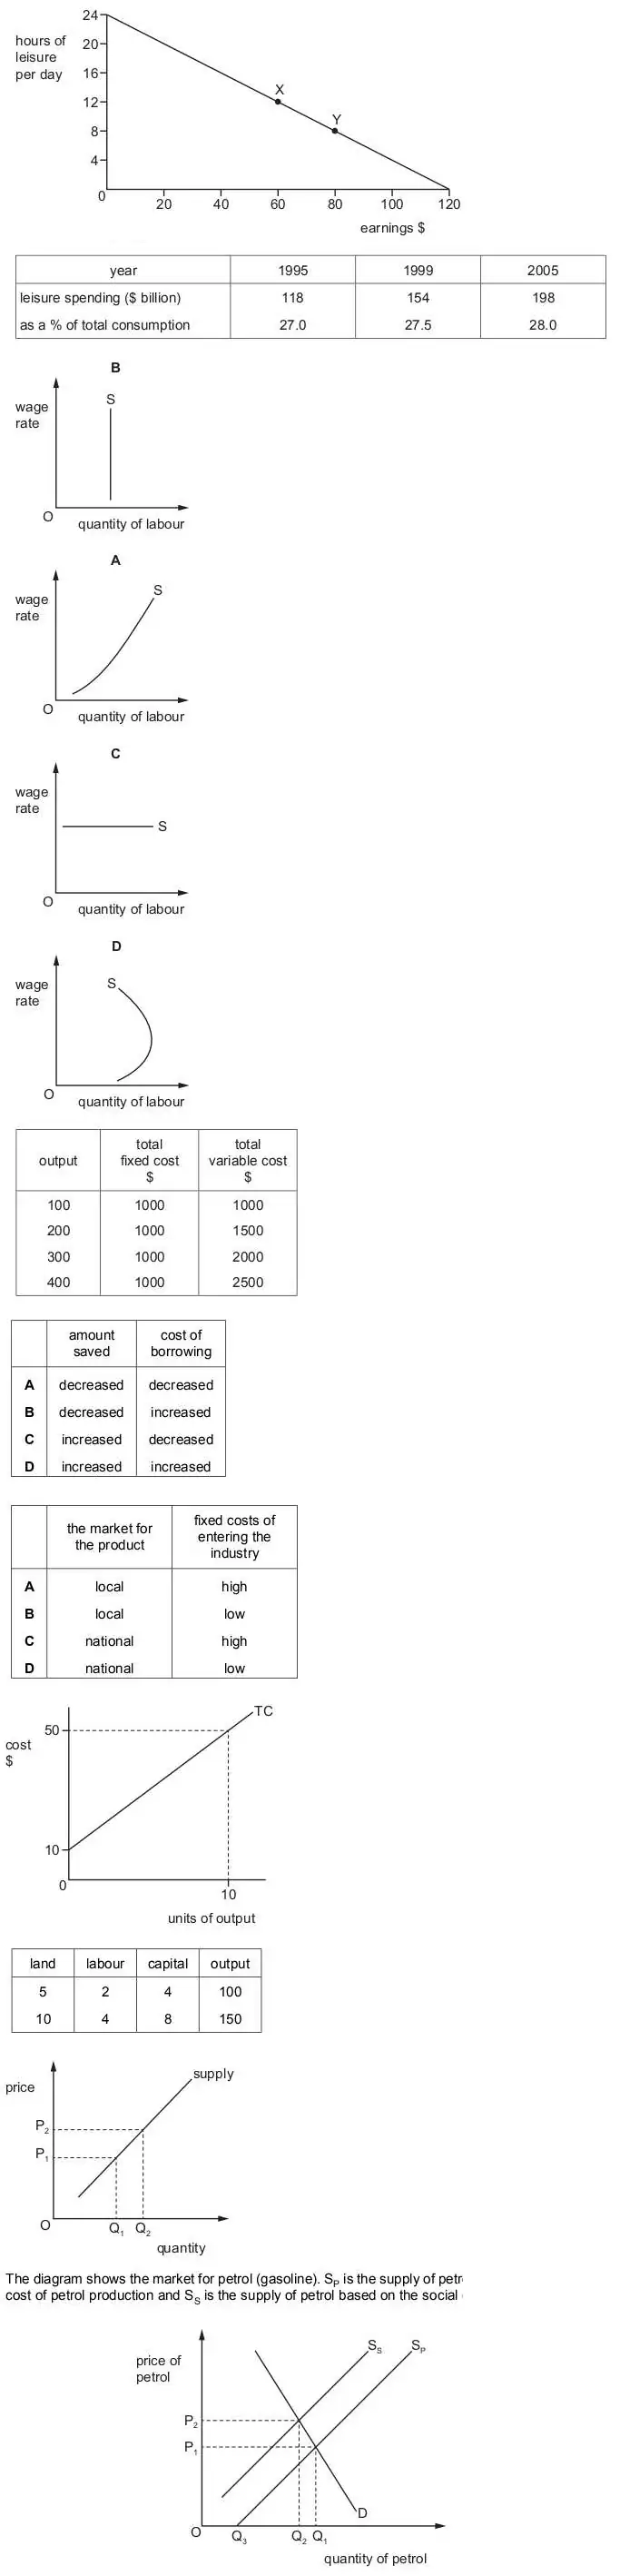 24
hours of
leisure
per day
20
16
12
8
4
0
X
Y
20 40 60 80 100 120
earnings $
year 1995 1999 2005
leisure spending ($ billion) 118 154 198
as a % of total consumption 27.0 27.5 28.0
B
wage
rate
S
O
quantity of labour
A
wage
rate
S
O
quantity of labour
C
wage
rate
S
O
quantity of labour
D
wage
rate
S
O
quantity of labour
output total fixed cost $ total variable cost $
100 1000 1000
200 1000 1500
300 1000 2000
400 1000 2500
amount saved cost of borrowing
A decreased decreased
B decreased increased
C increased decreased
D increased increased
the market for the product fixed costs of entering the industry
A local high
B local low
C national high
D national low
TC
50
cost
$
10
0
10
units of output
land labour capital output
5 2 4 100
10 4 8 150
supply
price
P2
P1
O
Q1 Q2
quantity
The diagram shows the market for petrol (gasoline). SP is the supply of petr
cost of petrol production and SS is the supply of petrol based on the social
price of
petrol
SS
SP
P2
P1
D
O
Q3 Q2 Q1
quantity of petrol